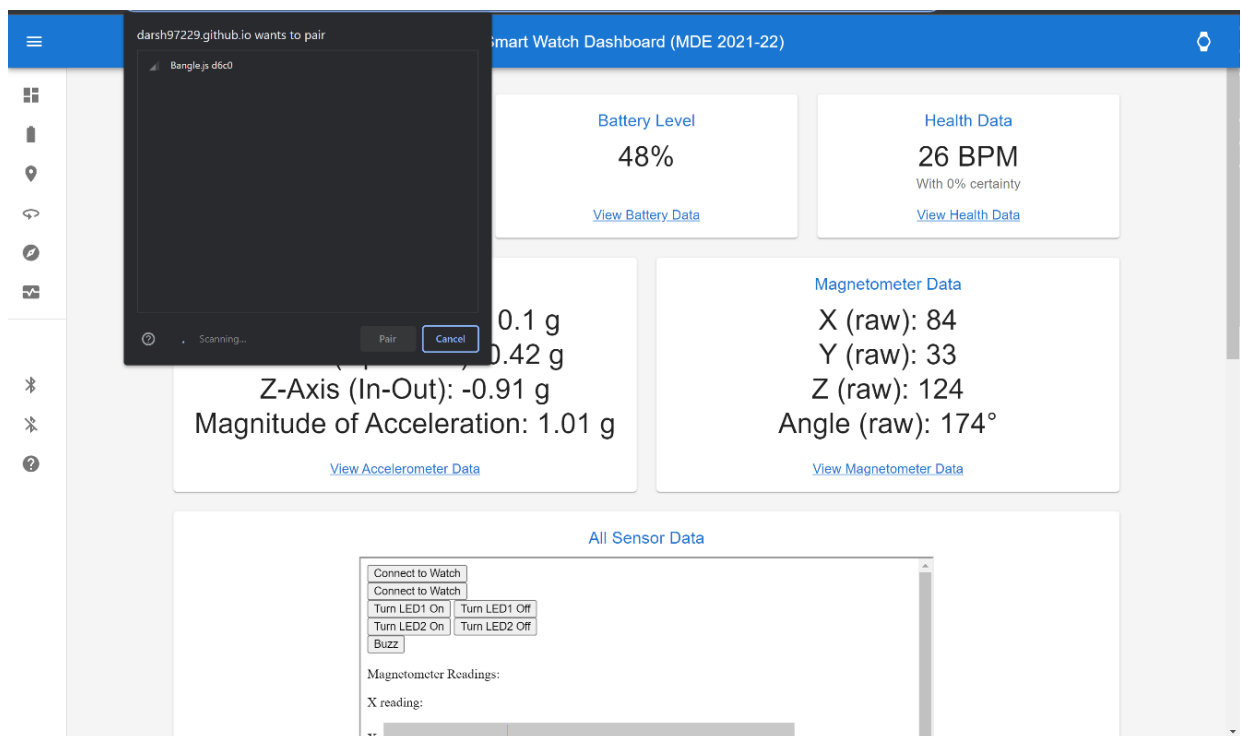 darsh97229.github.io wants to pair
Bangle.js d6c0
Scanning...
Pair
Cancel
Smart Watch Dashboard (MDE 2021-22)
Battery Level
48%
View Battery Data
Health Data
26 BPM
With 0% certainty
View Health Data
0.1 g
0.42 g
Z-Axis (In-Out): -0.91 g
Magnitude of Acceleration: 1.01 g
View Accelerometer Data
Magnetometer Data
X (raw): 84
Y (raw): 33
Z (raw): 124
Angle (raw): 174°
View Magnetometer Data
All Sensor Data
Connect to Watch
Connect to Watch
Turn LED1 On Turn LED1 Off
Turn LED2 On Turn LED2 Off
Buzz
Magnetometer Readings:
X reading: